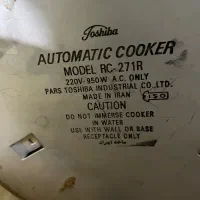 Toshiba
AUTOMATIC COOKER
MODEL RC-271R
220V 950W A.C. ONLY
PARS TOSHIBA INDUSTRIAL CO.,LTD.
MADE IN IRAN
CAUTION
DO NOT IMMERSE COOKER
IN WATER
USE WITH WALL OR BASE
RECEPTACLE ONLY